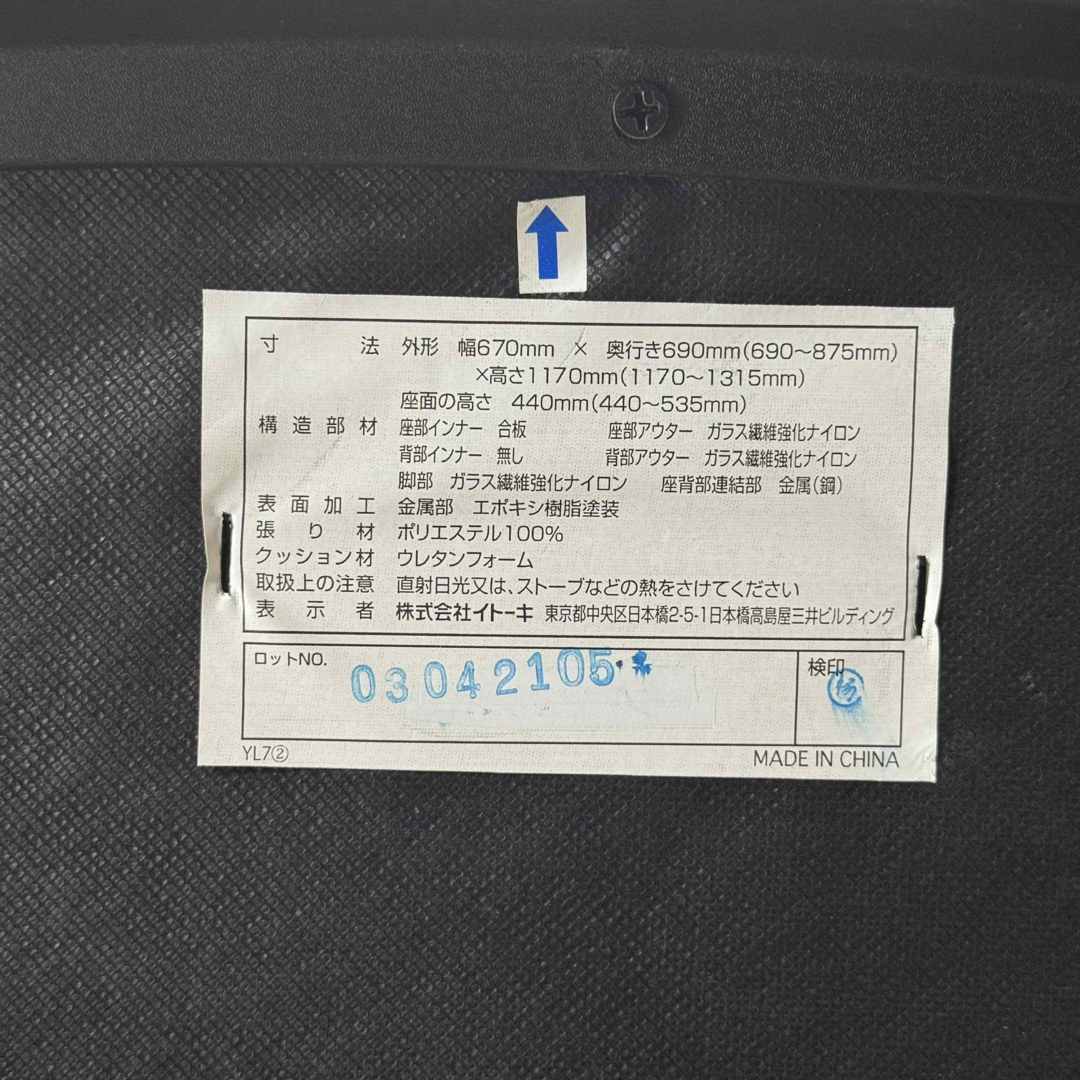 寸法 外形 幅670mm × 奥行き690mm(690～875mm)
×高さ1170mm(1170～1315mm)
座面の高さ 440mm(440～535mm)
構造部材 座部インナー 合板 座部アウター ガラス繊維強化ナイロン
背部インナー 無し 背部アウター ガラス繊維強化ナイロン
脚部 ガラス繊維強化ナイロン 座背部連結部 金属(鋼)
表面加工 金属部 エポキシ樹脂塗装
張り材 ポリエステル100%
クッション材 ウレタンフォーム
取扱上の注意 直射日光又は、ストーブなどの熱をさけてください
表示者 株式会社イトーキ 東京都中央区日本橋2-5-1日本橋高島屋三井ビルディング
ロットNO. 03042105 検印
YL7② MADE IN CHINA